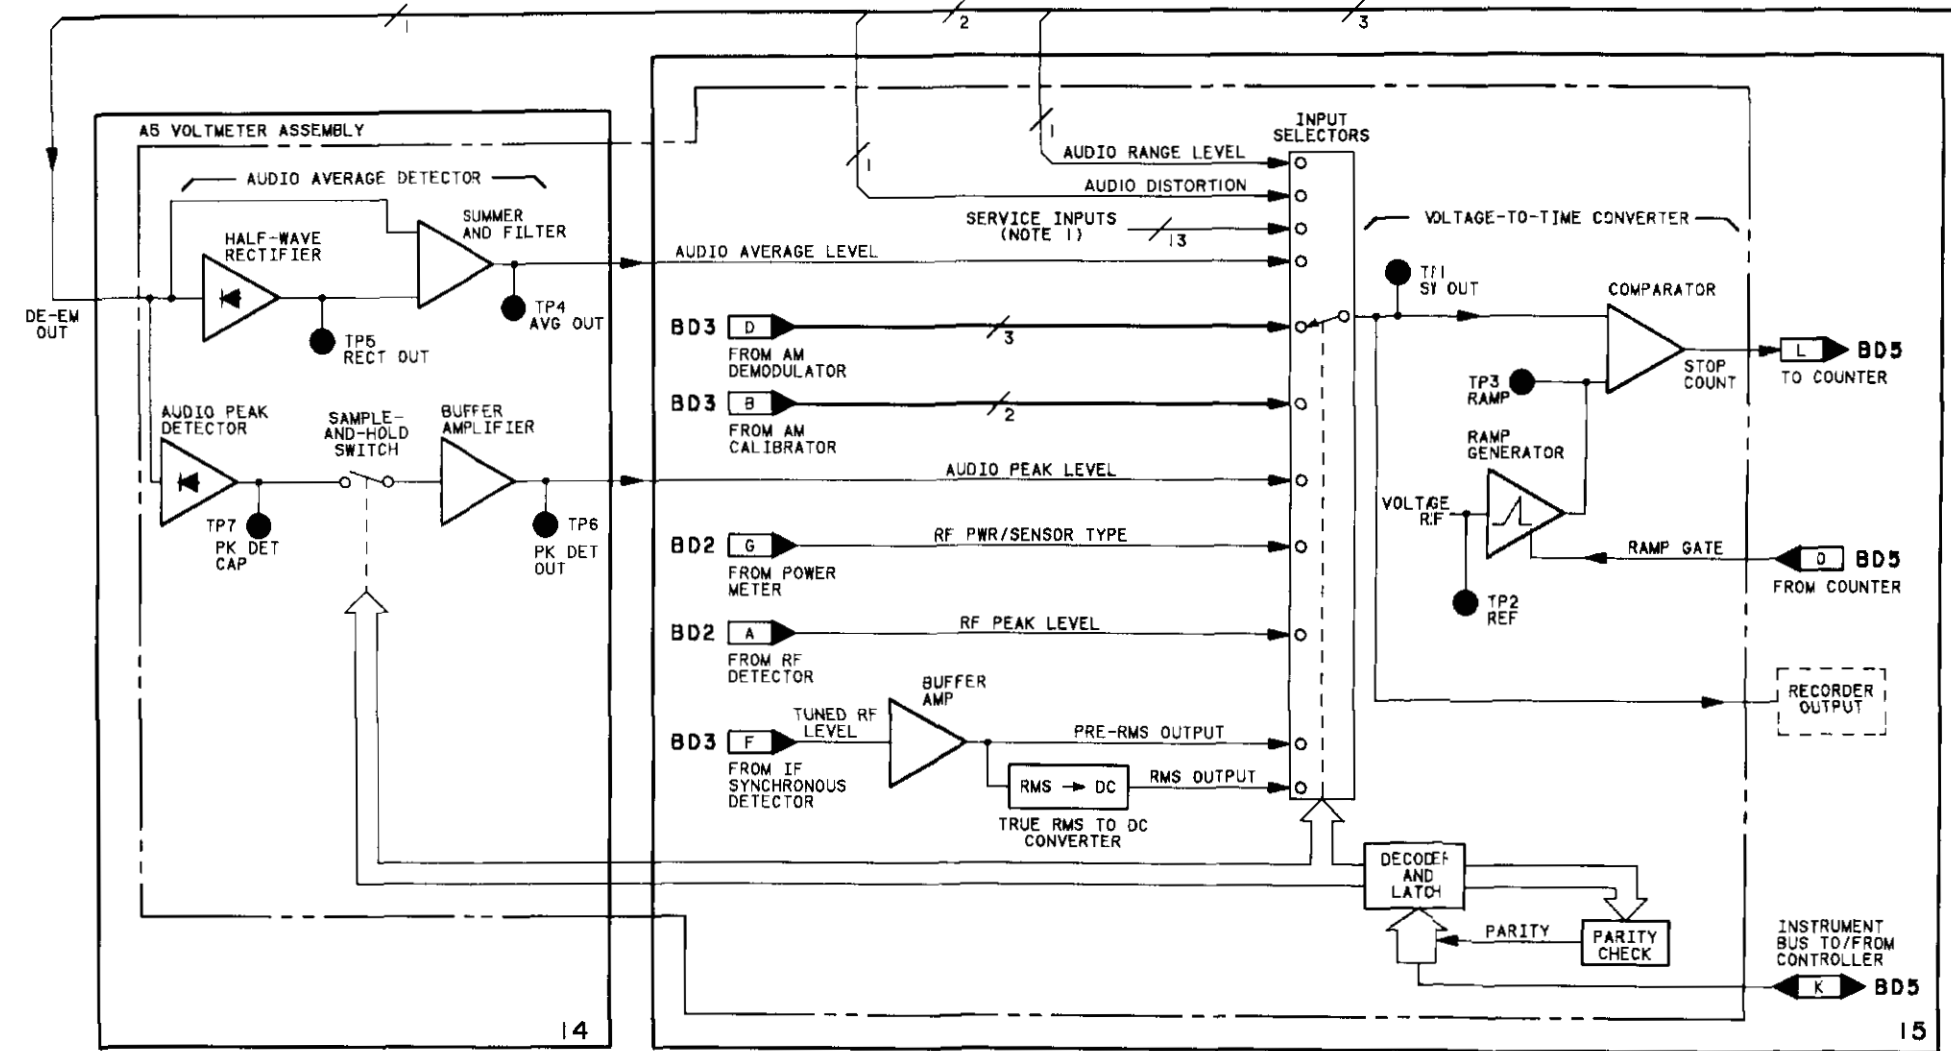 1
2
3
A5 VOLTMETER ASSEMBLY
AUDIO AVERAGE DETECTOR
SUMMER
AND FILTER
HALF-WAVE
RECTIFIER
TP4
AVG OUT
TP5
RECT OUT
DE-EM
OUT
AUDIO PEAK
DETECTOR
SAMPLE-
AND-HOLD
SWITCH
BUFFER
AMPLIFIER
TP7
PK DET
CAP
TP6
PK DET
OUT
14
1
1
INPUT
SELECTORS
AUDIO RANGE LEVEL
AUDIO DISTORTION
SERVICE INPUTS
(NOTE 1)
13
AUDIO AVERAGE LEVEL
BD3
D
3
FROM AM
DEMODULATOR
BD3
B
2
FROM AM
CALIBRATOR
AUDIO PEAK LEVEL
BD2
G
RF PWR/SENSOR TYPE
FROM POWER
METER
BD2
A
RF PEAK LEVEL
FROM RF
DETECTOR
BUFFER
AMP
TUNED RF
LEVEL
BD3
F
PRE-RMS OUTPUT
FROM IF
SYNCHRONOUS
DETECTOR
RMS → DC
RMS OUTPUT
TRUE RMS TO DC
CONVERTER
VOLTAGE-TO-TIME CONVERTER
OUT
COMPARATOR
TP3
RAMP
STOP
COUNT
L
BD5
TO COUNTER
RAMP
GENERATOR
VOLTAGE
RAMP GATE
BD5
FROM COUNTER
TP2
REF
RECORDER
OUTPUT
DECODER
AND
LATCH
PARITY
PARITY
CHECK
INSTRUMENT
BUS TO/FROM
CONTROLLER
K
BD5
15